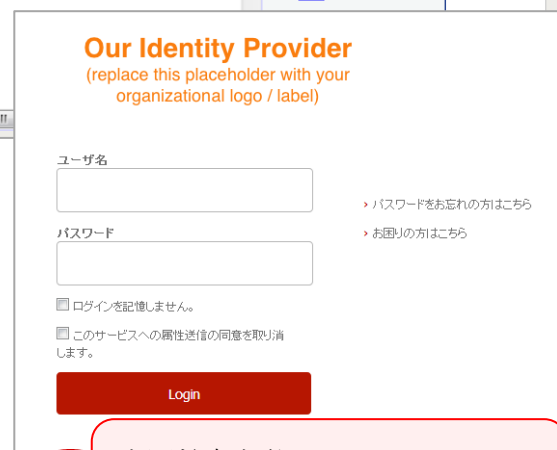 Our Identity Provider
(replace this placeholder with your
organizational logo / label)
ユーザ名
› パスワードをお忘れの方はこちら
パスワード
› お困りの方はこちら
ログインを記憶しません。
このサービスへの属性送信の同意を取り消
します。
Login